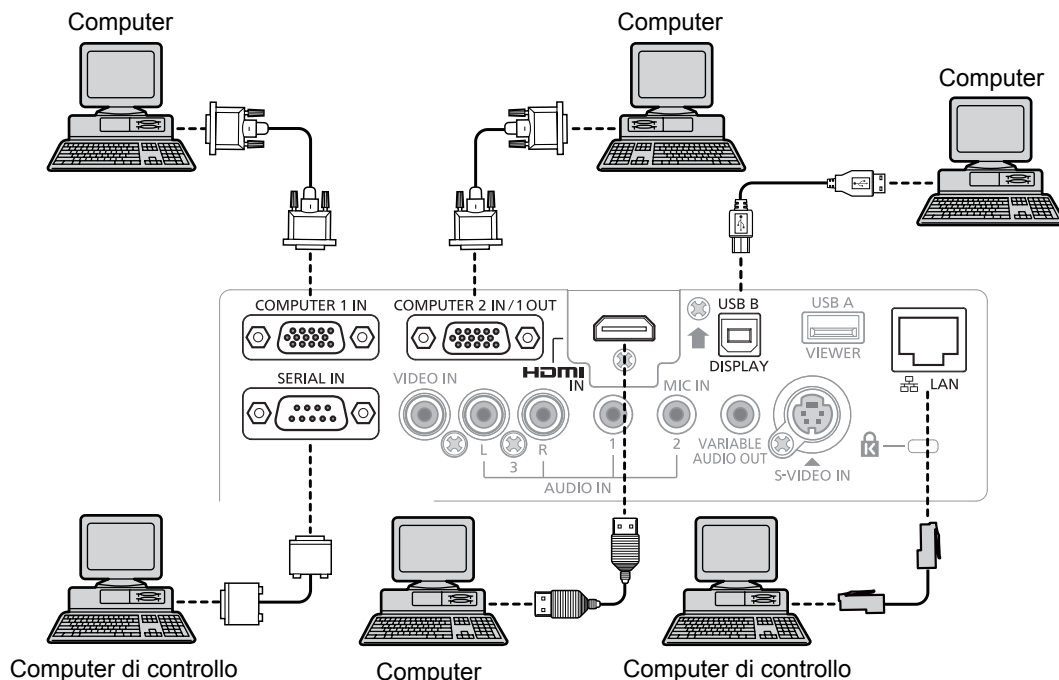 Computer
Computer
Computer
COMPUTER 1 IN
COMPUTER 2 IN / 1 OUT
USB B
USB A
DISPLAY
VIEWER
HDMI
IN
SERIAL IN
VIDEO IN
MIC IN
LAN
L
R
1
2
3
VARIABLE
AUDIO OUT
AUDIO IN
S-VIDEO IN
K
Computer di controllo
Computer
Computer di controllo